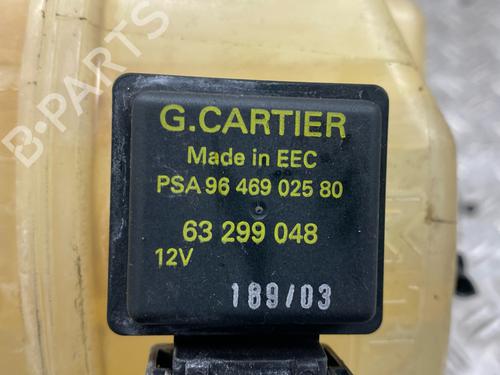 G.CARTIER
Made in EEC
PSA 96 469 025 80
63 299 048
12V
189/03
B-PARTS